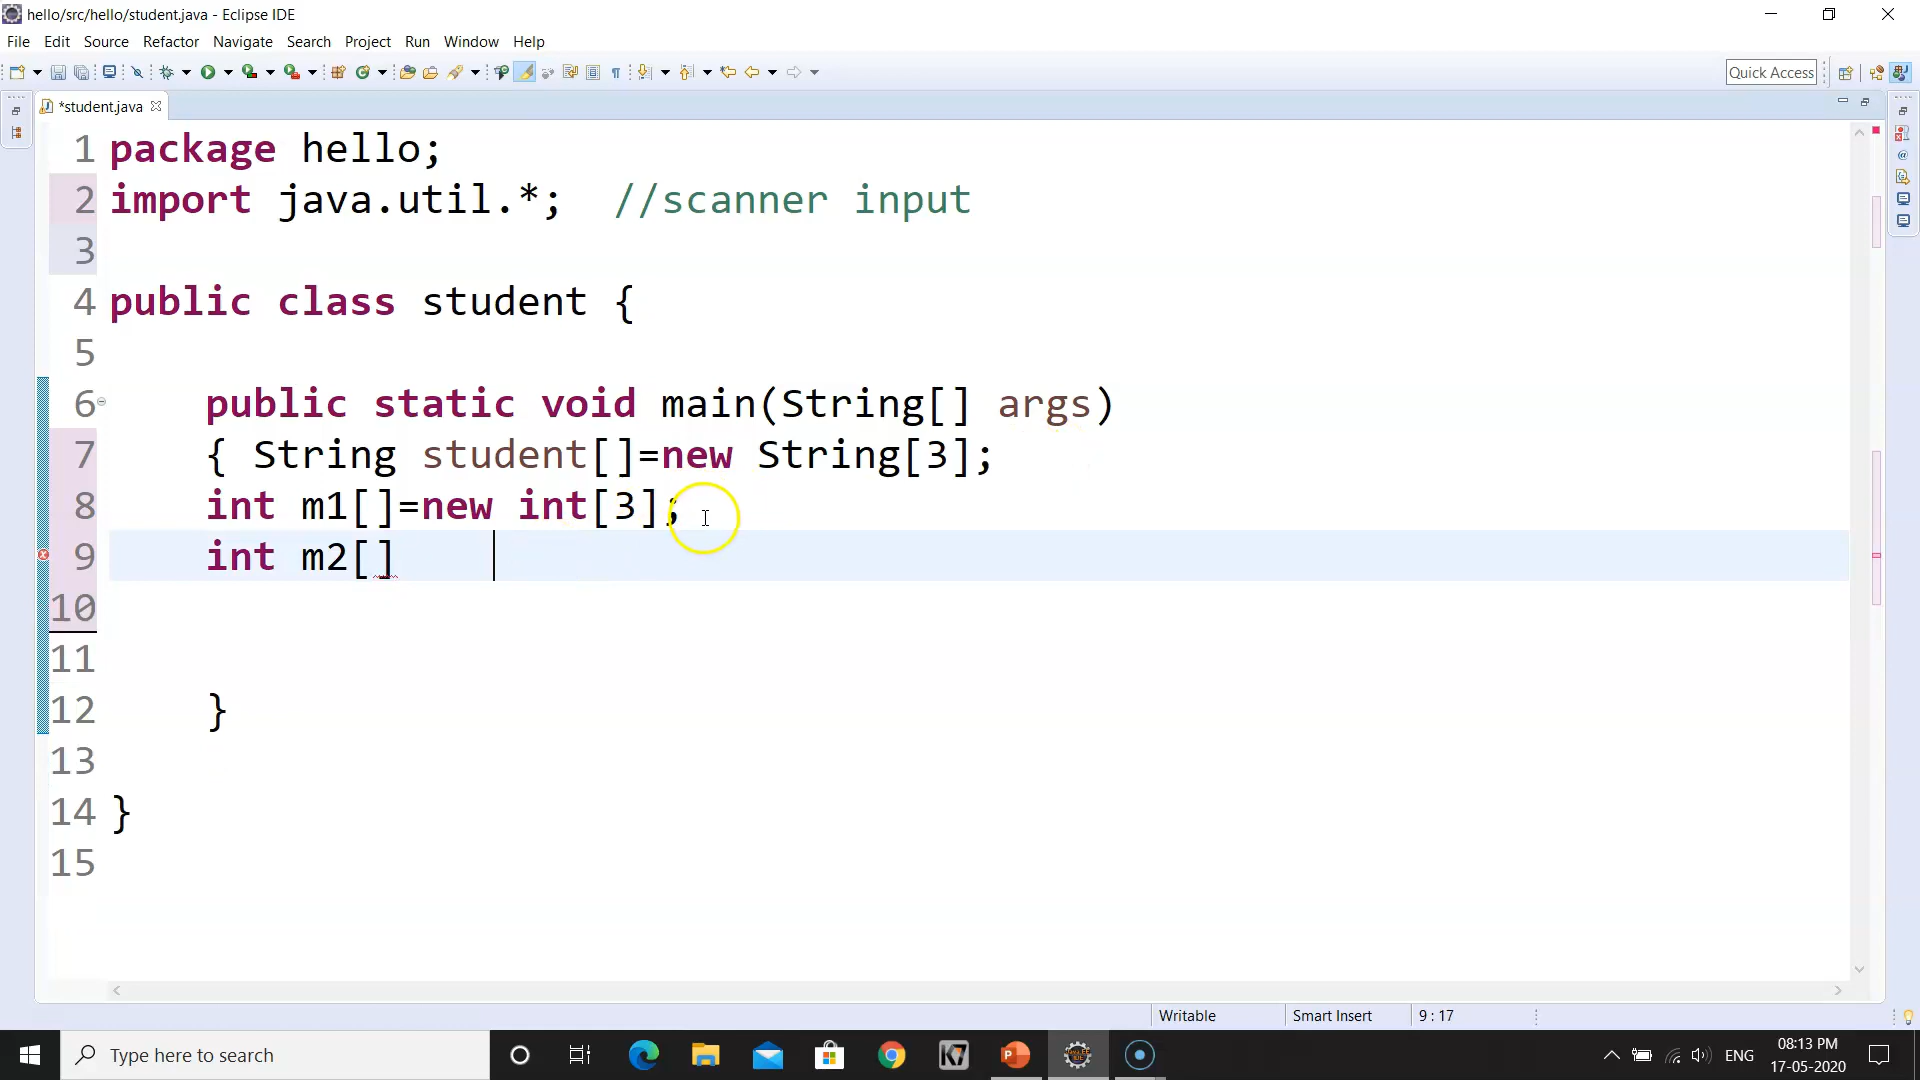 hello/src/hello/student.java - Eclipse IDE
File Edit Source Refactor Navigate Search Project Run Window Help
Quick Access
*student.java
1 package hello;
2 import java.util.*;  //scanner input
3
4 public class student {
5
6     public static void main(String[] args)
7     { String student[]=new String[3];
8     int m1[]=new int[3];
9     int m2[]
10
11
12     }
13
14 }
15
Writable Smart Insert 9 : 17
Type here to search
K7
P
ENG
08:13 PM
17-05-2020